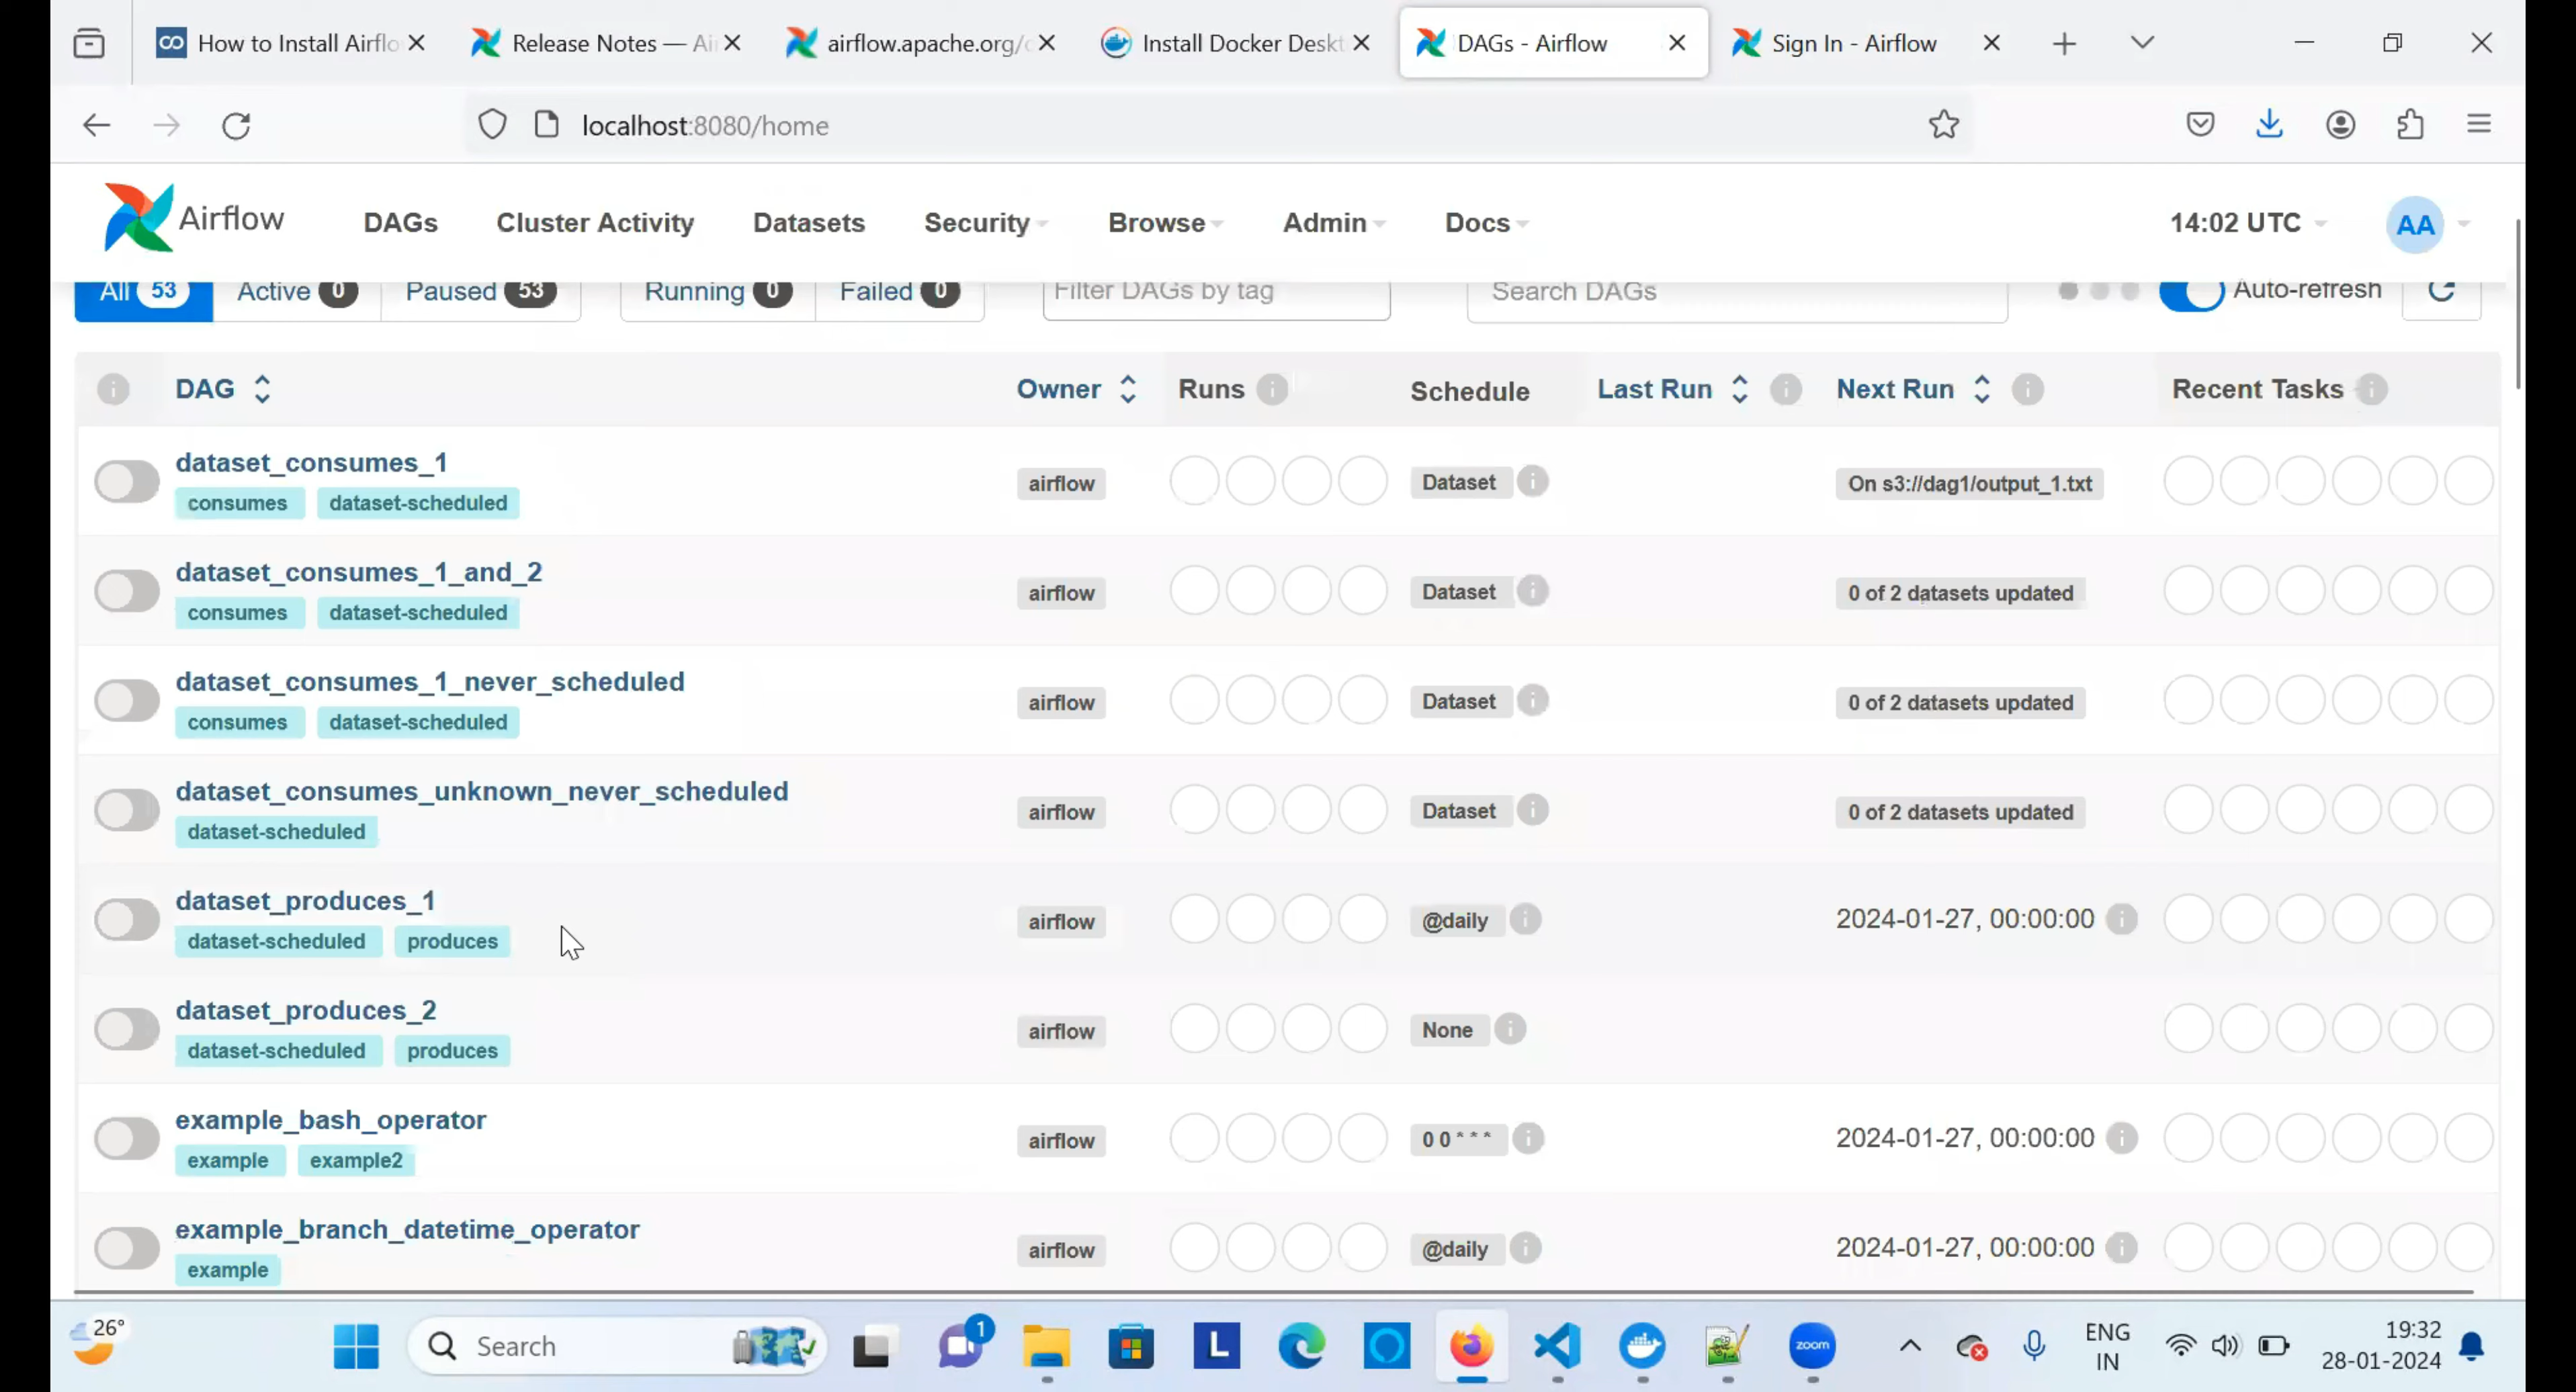 How to Install Airflo
Release Notes — Ai
airflow.apache.org/
Install Docker Deskt
DAGs - Airflow
Sign In - Airflow
localhost:8080/home
Airflow DAGs Cluster Activity Datasets Security Browse Admin Docs 14:02 UTC AA
All 53 Active 0 Paused 53 Running 0 Failed 0 Filter DAGs by tag Search DAGs Auto-refresh
DAG Owner Runs Schedule Last Run Next Run Recent Tasks
dataset_consumes_1
consumes dataset-scheduled
airflow Dataset On s3://dag1/output_1.txt
dataset_consumes_1_and_2
consumes dataset-scheduled
airflow Dataset 0 of 2 datasets updated
dataset_consumes_1_never_scheduled
consumes dataset-scheduled
airflow Dataset 0 of 2 datasets updated
dataset_consumes_unknown_never_scheduled
dataset-scheduled
airflow Dataset 0 of 2 datasets updated
dataset_produces_1
dataset-scheduled produces
airflow @daily 2024-01-27, 00:00:00
dataset_produces_2
dataset-scheduled produces
airflow None
example_bash_operator
example example2
airflow 0 0 * * * 2024-01-27, 00:00:00
example_branch_datetime_operator
example
airflow @daily 2024-01-27, 00:00:00
26°
Search
1
L
zoom
ENG
IN
19:32
28-01-2024